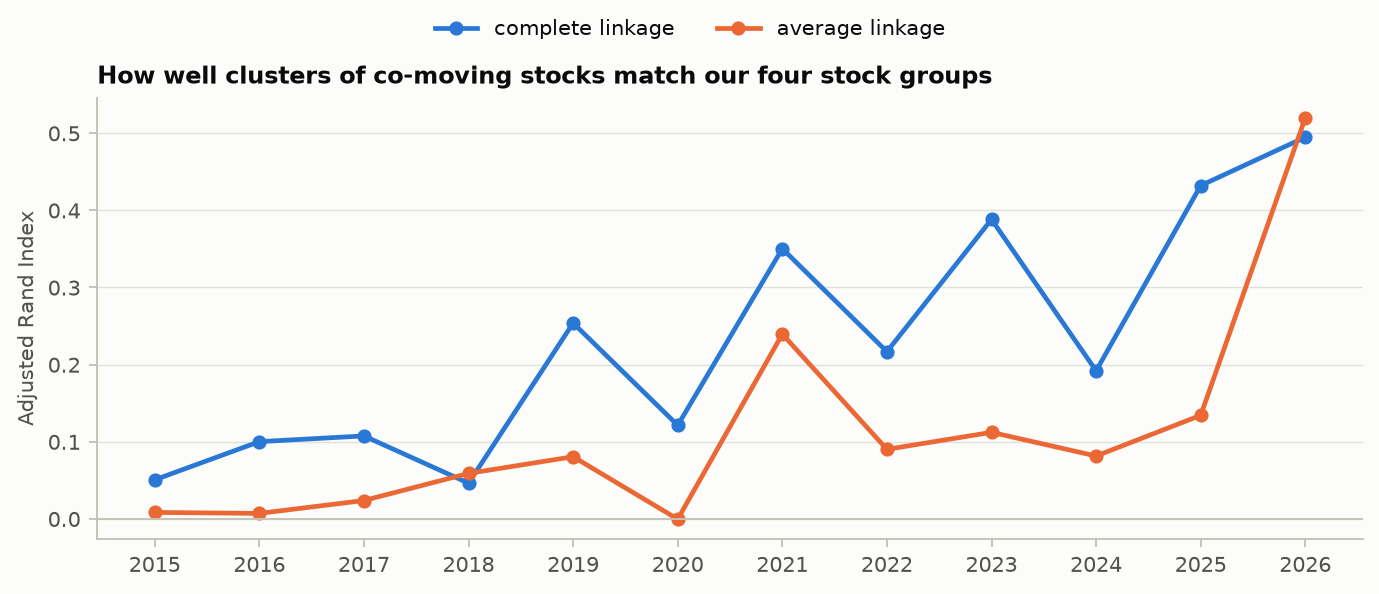 complete linkage
average linkage
How well clusters of co-moving stocks match our four stock groups
Adjusted Rand Index
0.5
0.4
0.3
0.2
0.1
0.0
2015 2016 2017 2018 2019 2020 2021 2022 2023 2024 2025 2026